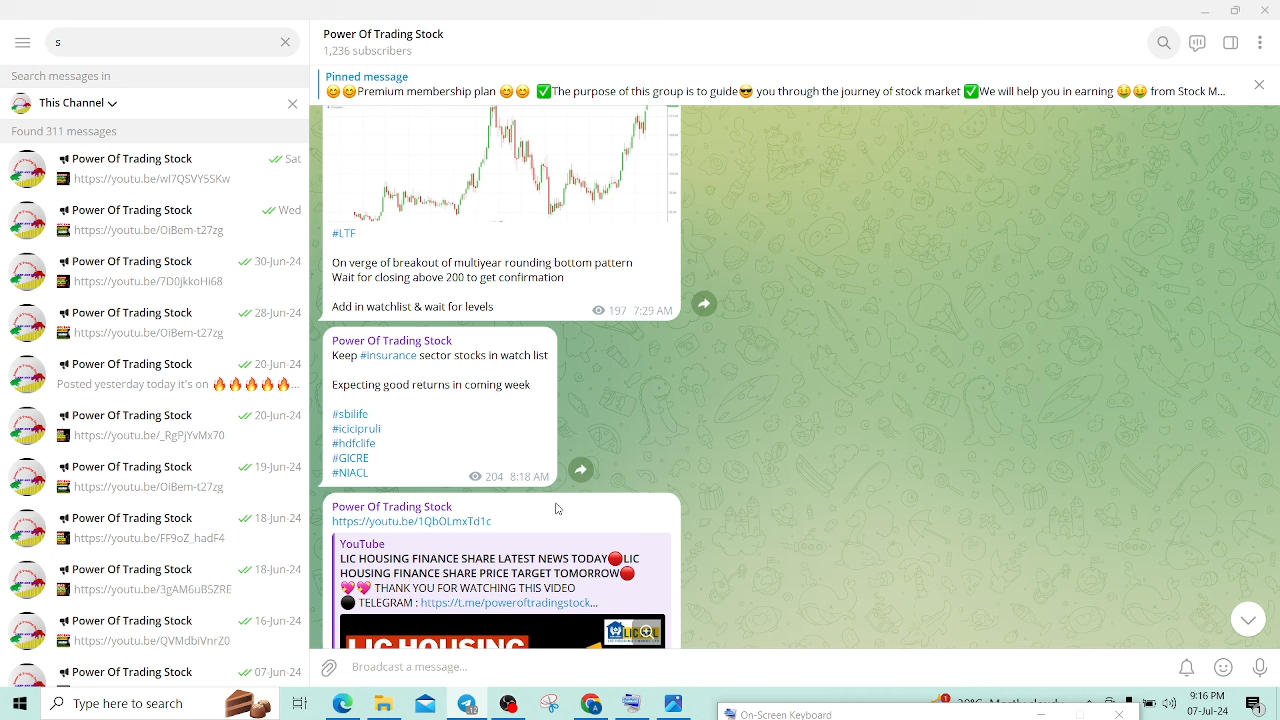 s
Search messages in
This Channel
Found 311 messages
Power Of Trading Stock Sat
https://youtu.be/wI7QSVY5SKw
Power Of Trading Stock Wed
https://youtu.be/OiBem-t27zg
Power Of Trading Stock 30-Jun-24
https://youtu.be/7D0jkkoHi68
Power Of Trading Stock 28-Jun-24
https://youtu.be/OiBem-t27zg
Power Of Trading Stock 20-Jun-24
Posted yesterday today it's on 🔥🔥🔥🔥🔥...
Power Of Trading Stock 20-Jun-24
https://youtu.be/_RgPJYvMx70
Power Of Trading Stock 19-Jun-24
https://youtu.be/OiBem-t27zg
Power Of Trading Stock 18-Jun-24
https://youtu.be/FF9oZ_hadF4
Power Of Trading Stock 18-Jun-24
https://youtu.be/3gAM6uB5ZRE
Power Of Trading Stock 16-Jun-24
https://youtu.be/QVMdbiVnrZ0
Power Of Trading Stock 07-Jun-24
Power Of Trading Stock
1,236 subscribers
Pinned message
😊😊Premium membership plan 😊😊 ✅The purpose of this group is to guide😎 you through the journey of stock market ✅We will help you in earning 🤑🤑 from Stock M...
#LTF
On verge of breakout of multiyear rounding bottom pattern
Wait for closing above 200 to get confirmation
Add in watchlist & wait for levels
197 7:29 AM
Power Of Trading Stock
Keep #insurance sector stocks in watch list
Expecting good returns in coming week
#sbilife
#icicipruli
#hdfclife
#GICRE
#NIACL
204 8:18 AM
Power Of Trading Stock
https://youtu.be/1QbOLmxTd1c
YouTube
LIC HOUSING FINANCE SHARE LATEST NEWS TODAY🔴LIC
HOUSING FINANCE SHARE PRICE TARGET TOMORROW🔴
💖💖 THANK YOU FOR WATCHING THIS VIDEO
⚫ TELEGRAM : https://t.me/poweroftradingstock...
LIC HOUSING
Broadcast a message...
Type here to search
On-Screen Keyboard
9:16 PM
07-Jul-24